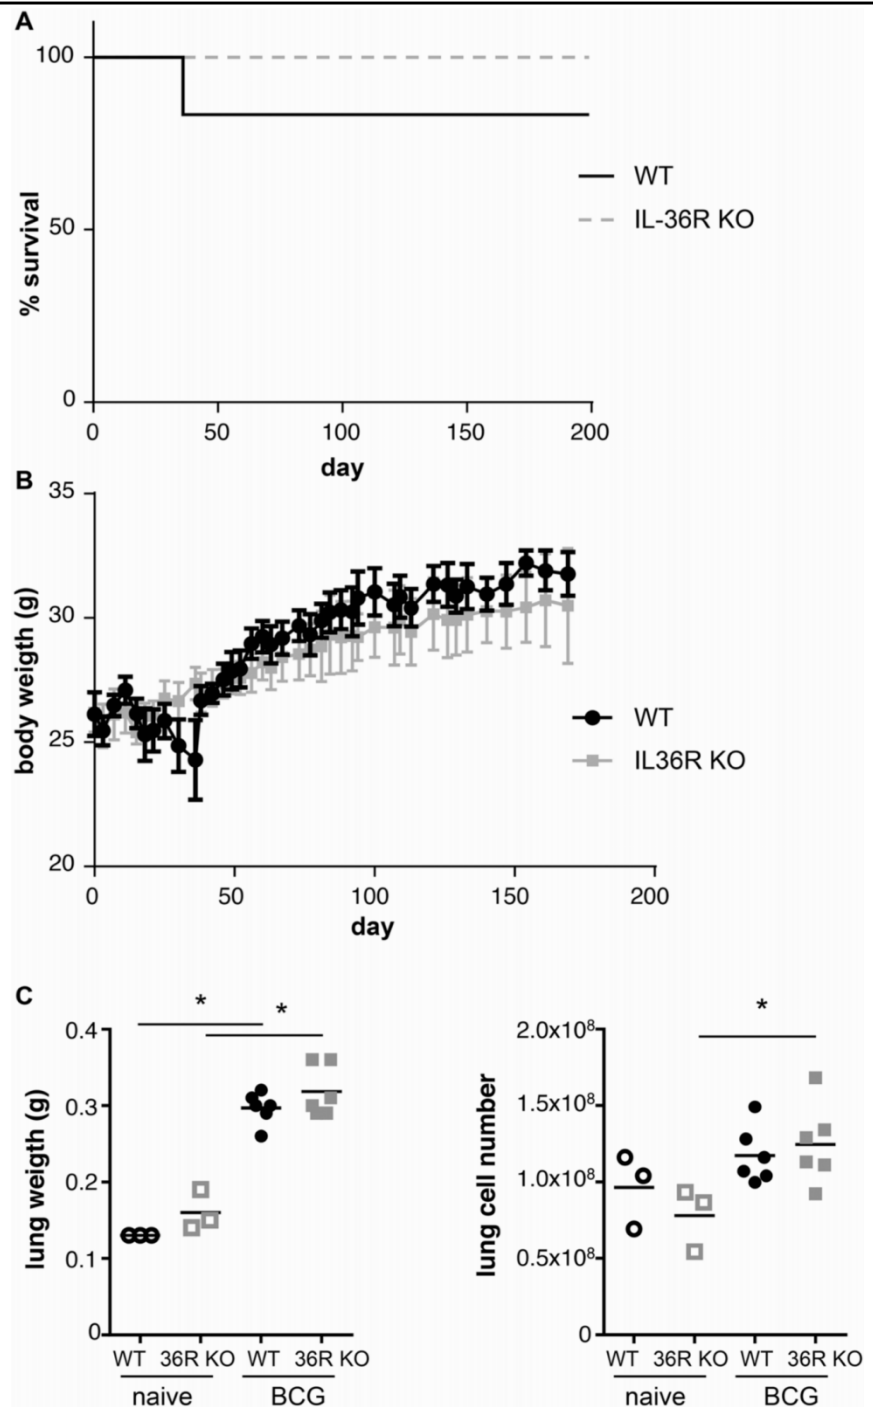 A
100
50
0
% survival
0 50 100 150 200
day
WT
IL-36R KO
B
35
30
25
20
body weigth (g)
0 50 100 150 200
day
WT
IL36R KO
C
* *
0.4
0.3
0.2
0.1
0
lung weigth (g)
WT 36R KO WT 36R KO
naive BCG
*
2.0x10⁸
1.5x10⁸
1.0x10⁸
0.5x10⁸
0
lung cell number
WT 36R KO WT 36R KO
naive BCG